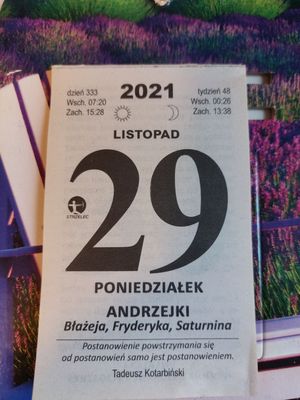 dzień 333 2021 tydzień 48
Wsch. 07:20 Wsch. 00:26
Zach. 15:28 Zach. 13:38
LISTOPAD
29
STRZELEC
PONIEDZIAŁEK
ANDRZEJKI
Błażeja, Fryderyka, Saturnina
Postanowienie powstrzymania się
od postanowień samo jest postanowieniem.
Tadeusz Kotarbiński